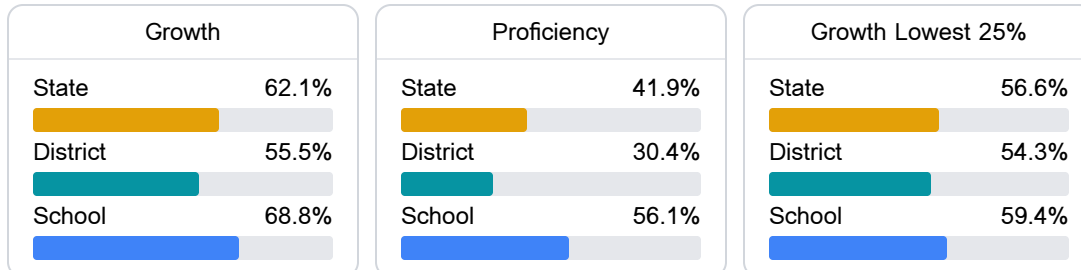 Growth
State 62.1%
District 55.5%
School 68.8%
Proficiency
State 41.9%
District 30.4%
School 56.1%
Growth Lowest 25%
State 56.6%
District 54.3%
School 59.4%